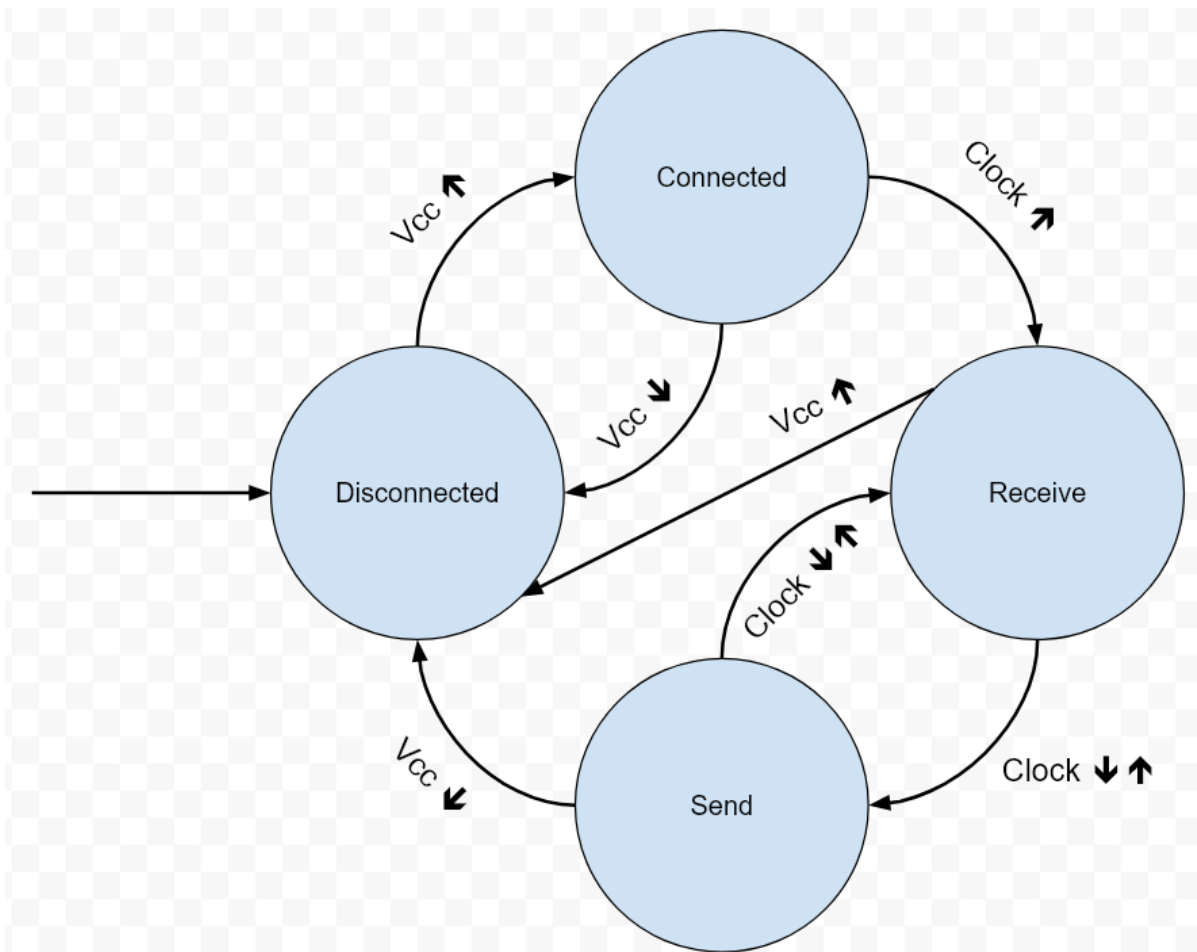 Connected
Clock ↑
Vcc ↑
Vcc ↓
Vcc ↑
Disconnected
Receive
Clock ↓ ↑
Vcc ↓
Clock ↓ ↑
Send